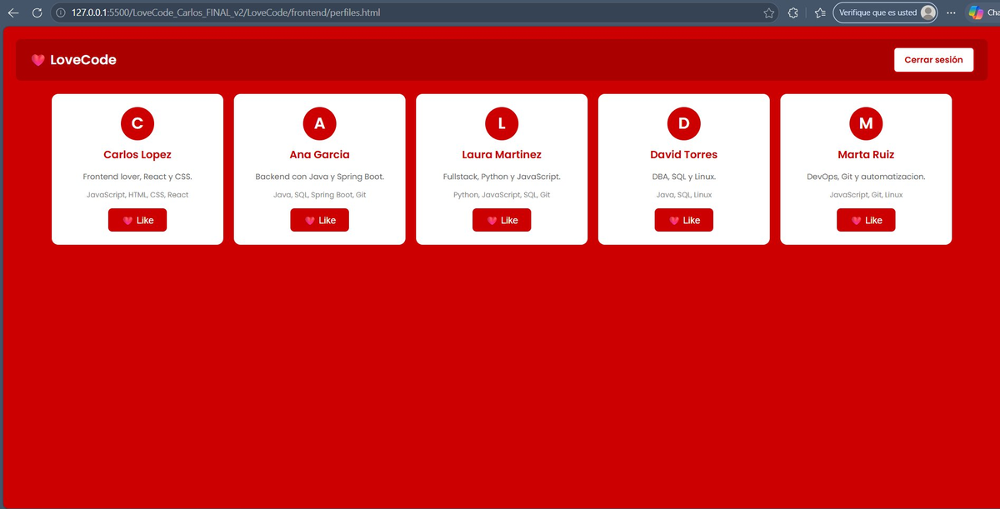 127.0.0.1:5500/LoveCode_Carlos_FINAL_v2/LoveCode/frontend/perfiles.html
Verifique que es usted
Cha
LoveCode
Cerrar sesión
C
Carlos Lopez
Frontend lover, React y CSS.
JavaScript, HTML, CSS, React
Like
A
Ana Garcia
Backend con Java y Spring Boot.
Java, SQL, Spring Boot, Git
Like
L
Laura Martinez
Fullstack, Python y JavaScript.
Python, JavaScript, SQL, Git
Like
D
David Torres
DBA, SQL y Linux.
Java, SQL, Linux
Like
M
Marta Ruiz
DevOps, Git y automatizacion.
JavaScript, Git, Linux
Like